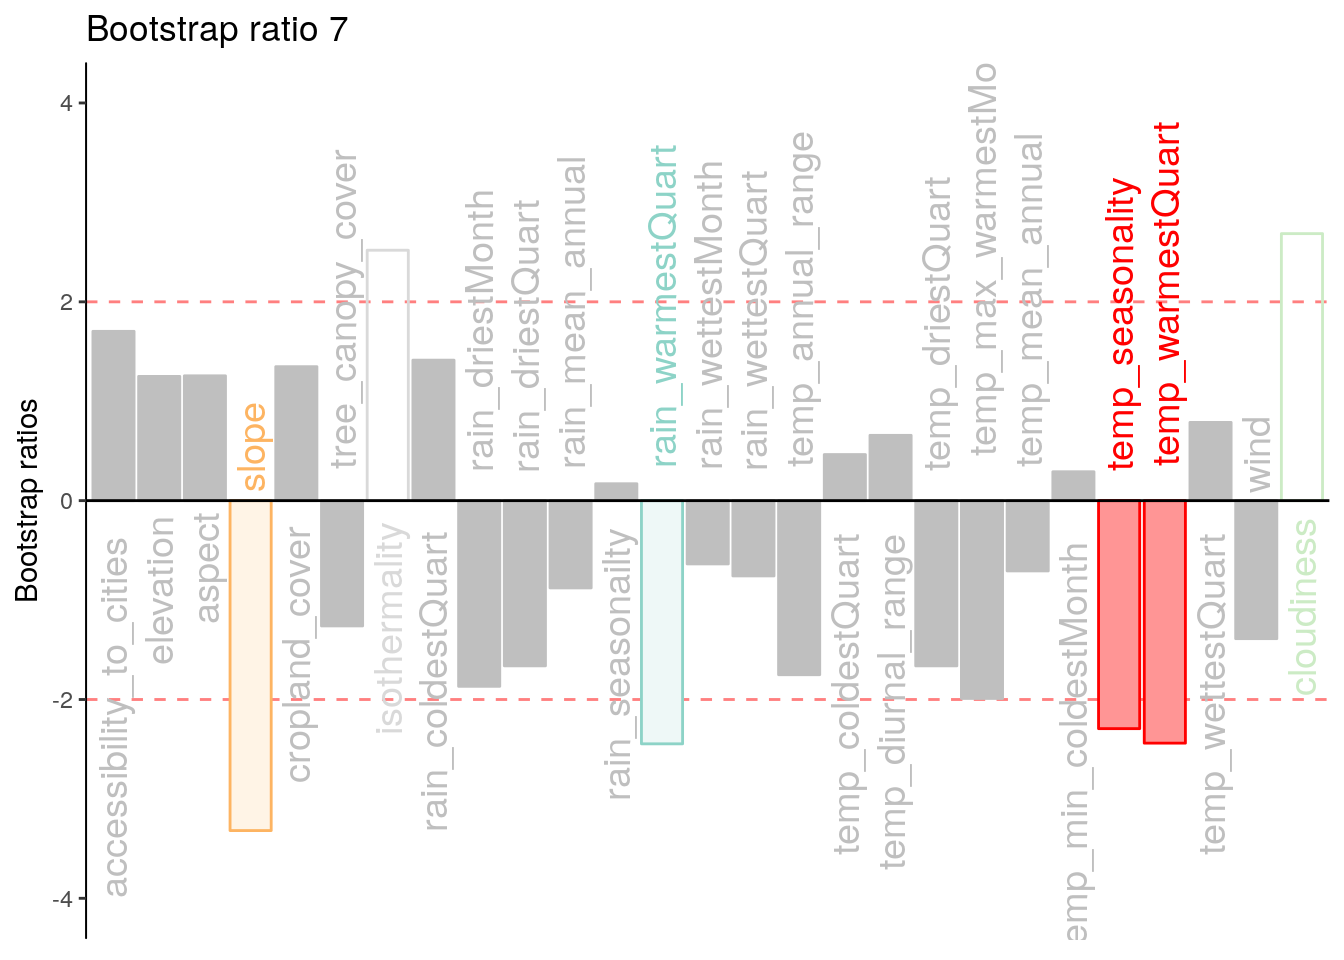 Bootstrap ratio 7
Bootstrap ratios
4
2
0
-2
-4
accessibility_to_cities
elevation
aspect
slope
cropland_cover
tree_canopy_cover
isothermality
rain_coldestQuart
rain_driestMonth
rain_driestQuart
rain_mean_annual
rain_seasonailty
rain_warmestQuart
rain_wettestMonth
rain_wettestQuart
temp_annual_range
temp_coldestQuart
temp_diurnal_range
temp_driestQuart
temp_max_warmestMo
temp_mean_annual
emp_min_coldestMonth
temp_seasonality
temp_warmestQuart
temp_wettestQuart
wind
cloudiness